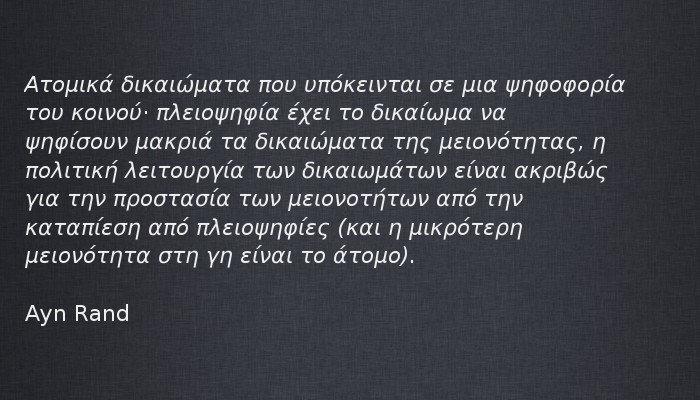 Ατομικά δικαιώματα που υπόκεινται σε μια ψηφοφορία
του κοινού· πλειοψηφία έχει το δικαίωμα να
ψηφίσουν μακριά τα δικαιώματα της μειονότητας, η
πολιτική λειτουργία των δικαιωμάτων είναι ακριβώς
για την προστασία των μειονοτήτων από την
καταπίεση από πλειοψηφίες (και η μικρότερη
μειονότητα στη γη είναι το άτομο).
Ayn Rand